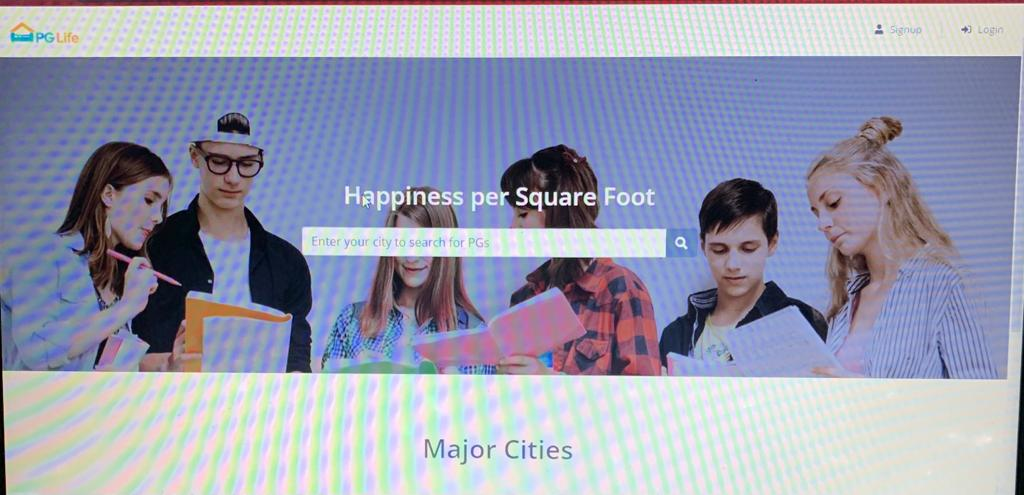 PG Life
Signup
Login
Happiness per Square Foot
Enter your city to search for PGs
Major Cities